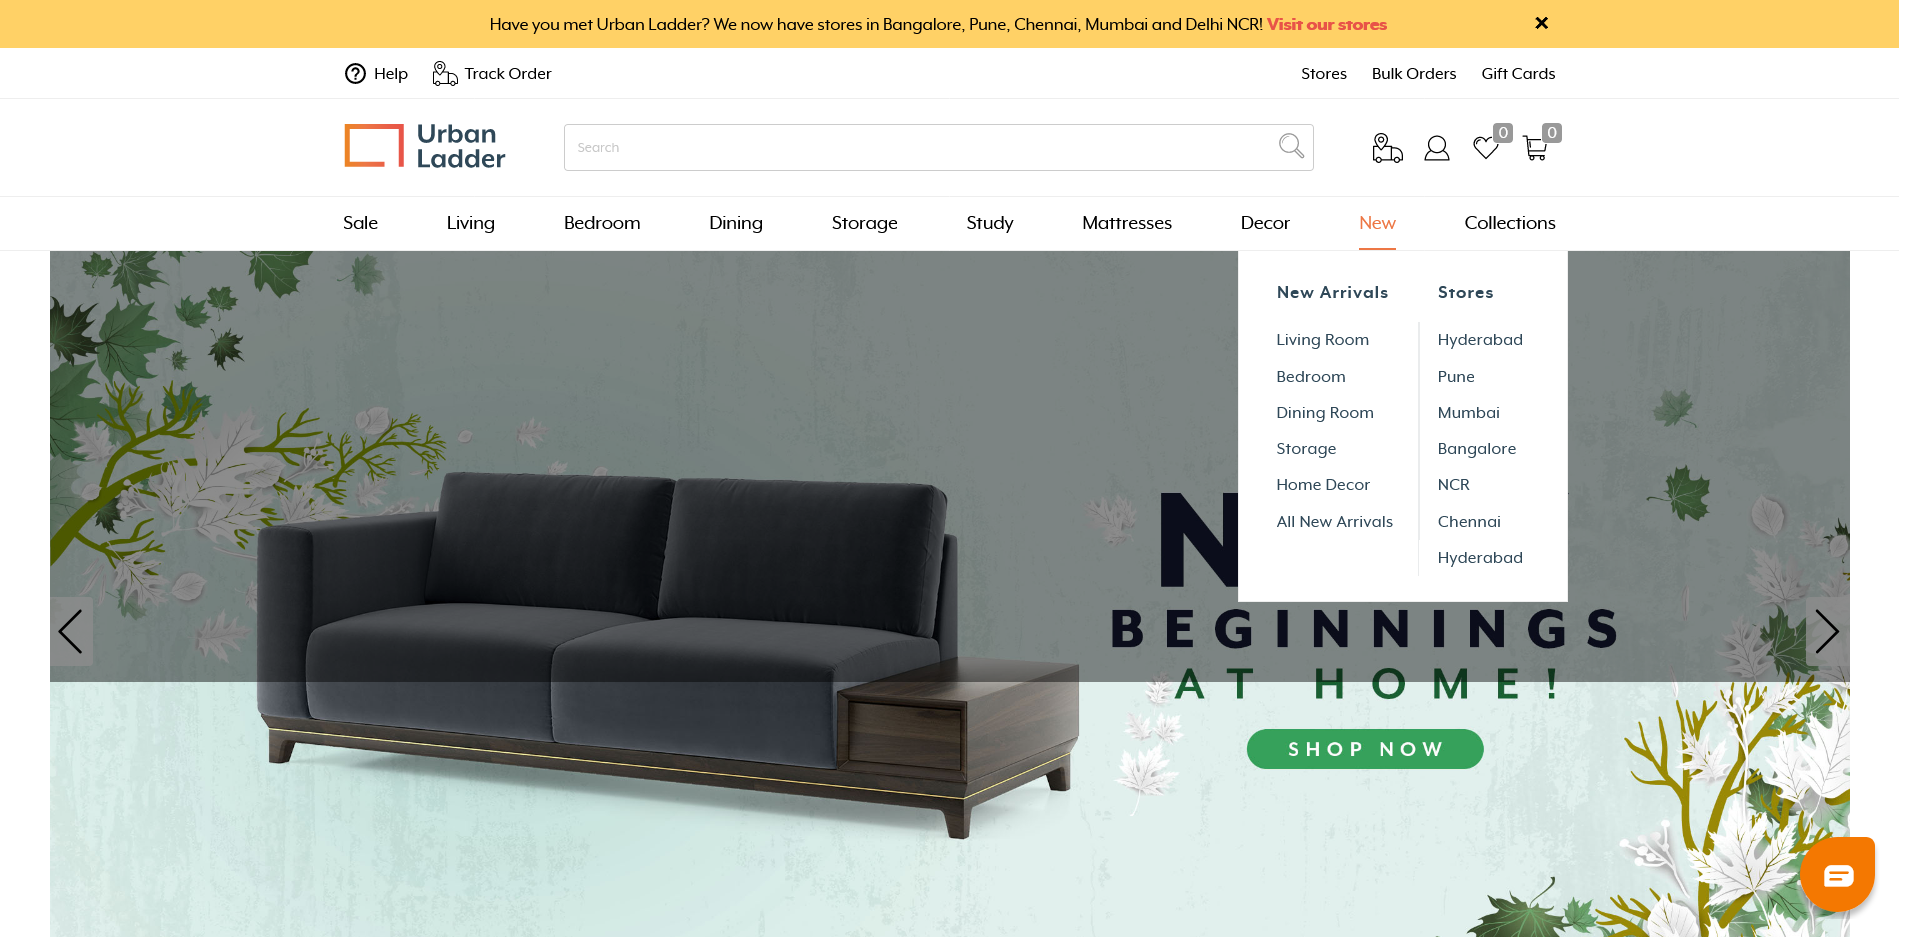 Have you met Urban Ladder? We now have stores in Bangalore, Pune, Chennai, Mumbai and Delhi NCR! Visit our stores
Help
Track Order
Stores
Bulk Orders
Gift Cards
Urban
Ladder
Search
0
0
Sale
Living
Bedroom
Dining
Storage
Study
Mattresses
Decor
New
Collections
New Arrivals
Living Room
Bedroom
Dining Room
Storage
Home Decor
All New Arrivals
Stores
Hyderabad
Pune
Mumbai
Bangalore
NCR
Chennai
Hyderabad
BEGINNINGS
AT HOME!
SHOP NOW